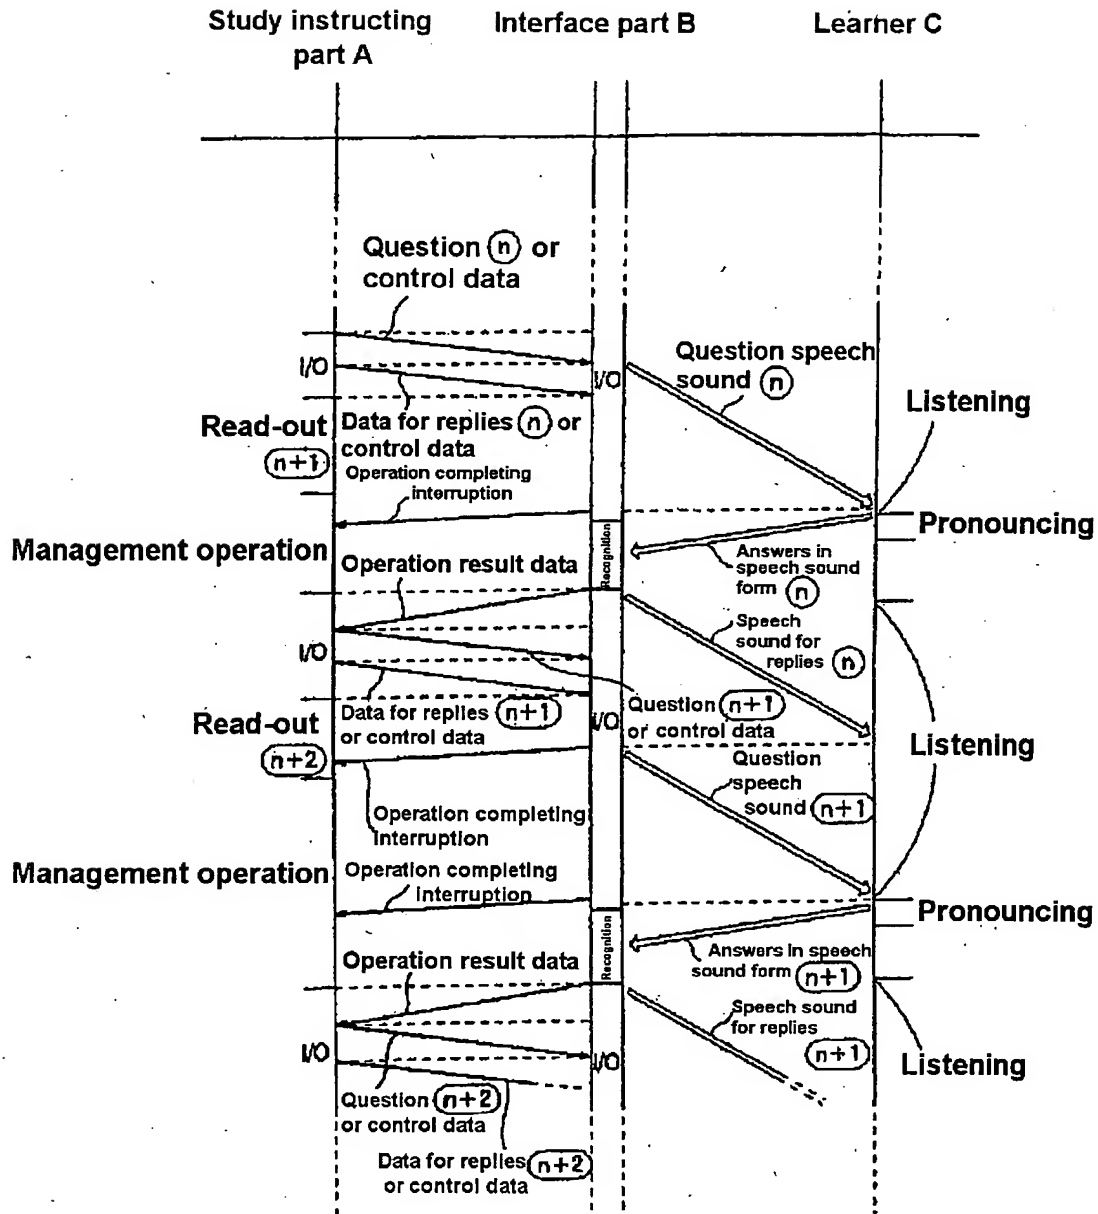 Study instructing
part A
Interface part B
Learner C
Question n or
control data
I/O
I/O
Question speech
sound n
Listening
Read-out
n+1
Data for replies n or
control data
Operation completing
interruption
Pronouncing
Management operation
Recognition
Answers in
speech sound
form n
Operation result data
Speech
sound for
replies n
I/O
Data for replies n+1
or control data
I/O
Question n+1
or control data
Read-out
n+2
Listening
Question
speech
sound n+1
Operation completing
interruption
Management operation
Operation completing
interruption
Pronouncing
Recognition
Answers in speech
sound form n+1
Operation result data
Speech sound
for replies
n+1
I/O
I/O
Listening
Question n+2
or control data
Data for replies n+2
or control data